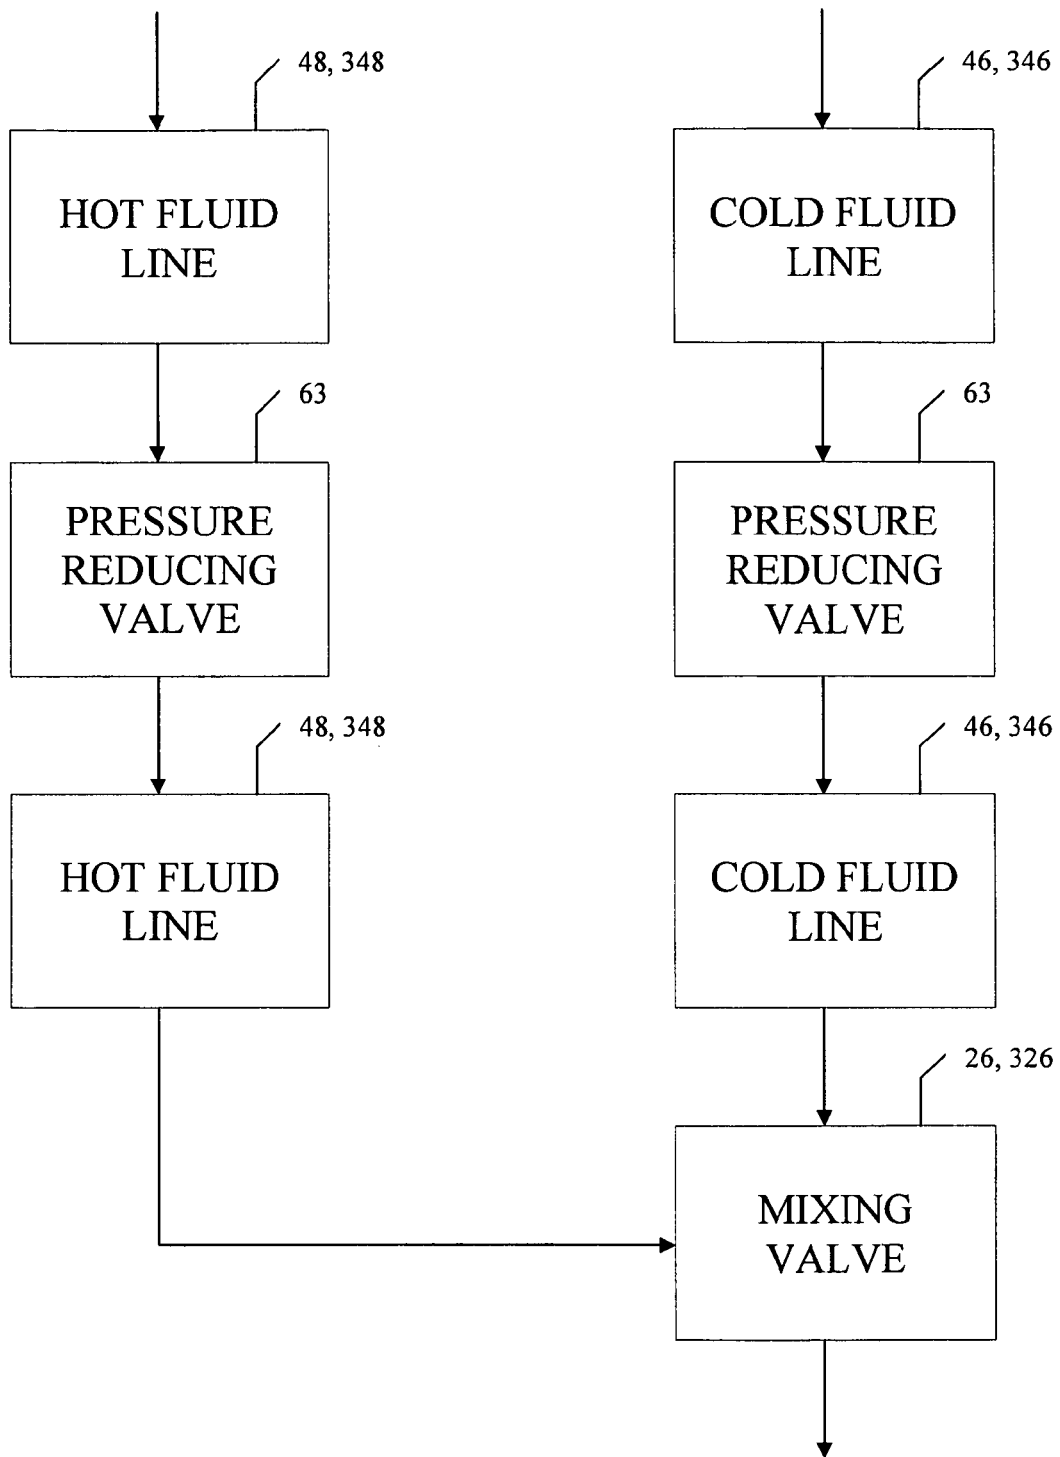 48, 348
HOT FLUID
LINE
46, 346
COLD FLUID
LINE
63
PRESSURE
REDUCING
VALVE
63
PRESSURE
REDUCING
VALVE
48, 348
HOT FLUID
LINE
46, 346
COLD FLUID
LINE
26, 326
MIXING
VALVE